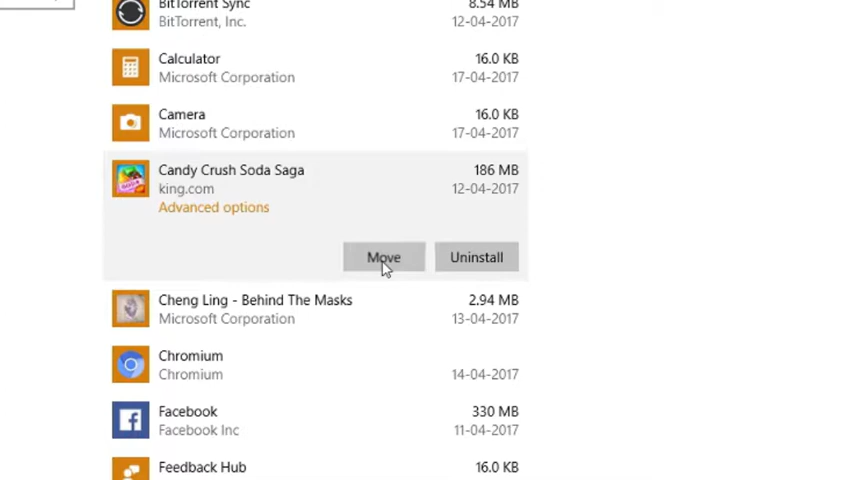 BitTorrent Sync 8.54 MB
BitTorrent, Inc. 12-04-2017
Calculator 16.0 KB
Microsoft Corporation 17-04-2017
Camera 16.0 KB
Microsoft Corporation 17-04-2017
Candy Crush Soda Saga 186 MB
king.com 12-04-2017
Advanced options
Move Uninstall
Cheng Ling - Behind The Masks 2.94 MB
Microsoft Corporation 13-04-2017
Chromium
Chromium 14-04-2017
Facebook 330 MB
Facebook Inc 11-04-2017
Feedback Hub 16.0 KB